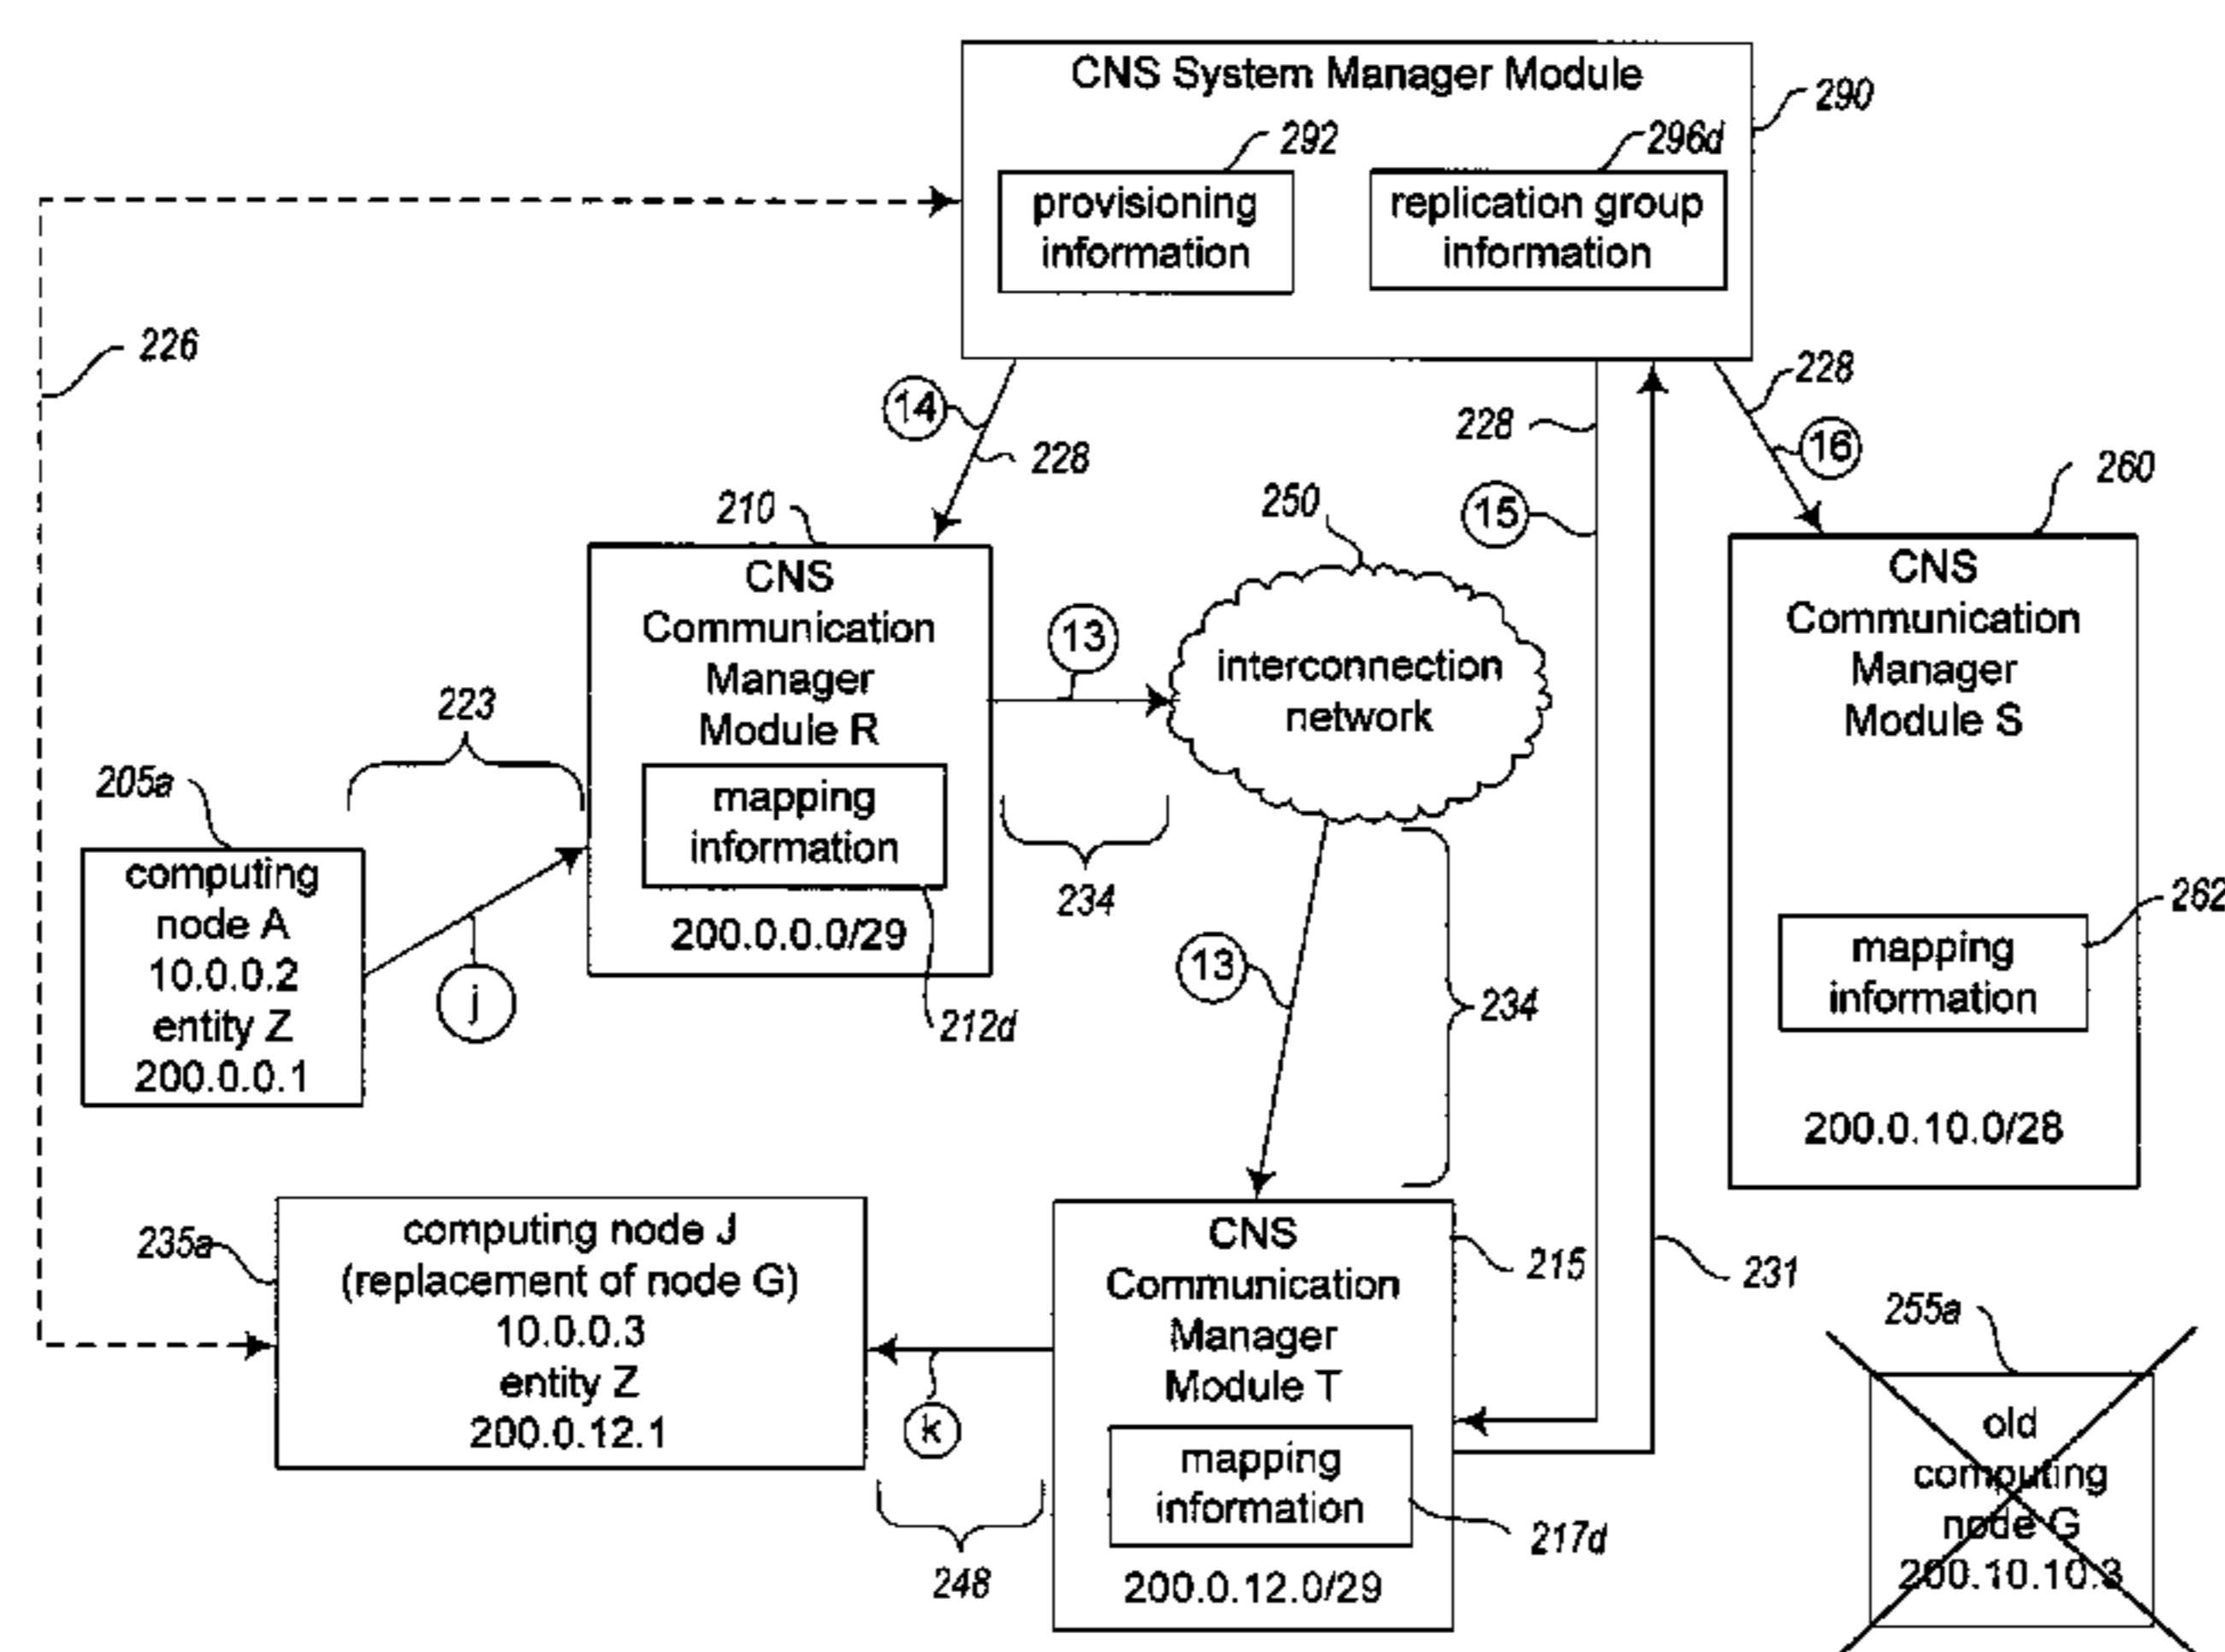 CNS System Manager Module
290
292
296d
provisioning
information
replication group
information
226
14
228
228
15
228
16
210
250
260
CNS
Communication
Manager
Module R
mapping
information
200.0.0.0/29
212d
13
234
interconnection
network
CNS
Communication
Manager
Module S
mapping
information
262
200.0.10.0/28
223
205a
computing
node A
10.0.0.2
entity Z
200.0.0.1
j
13
234
235a
computing node J
(replacement of node G)
10.0.0.3
entity Z
200.0.12.1
k
248
CNS
Communication
Manager
Module T
mapping
information
200.0.12.0/29
215
217d
231
255a
old
computing
node G
200.10.10.3